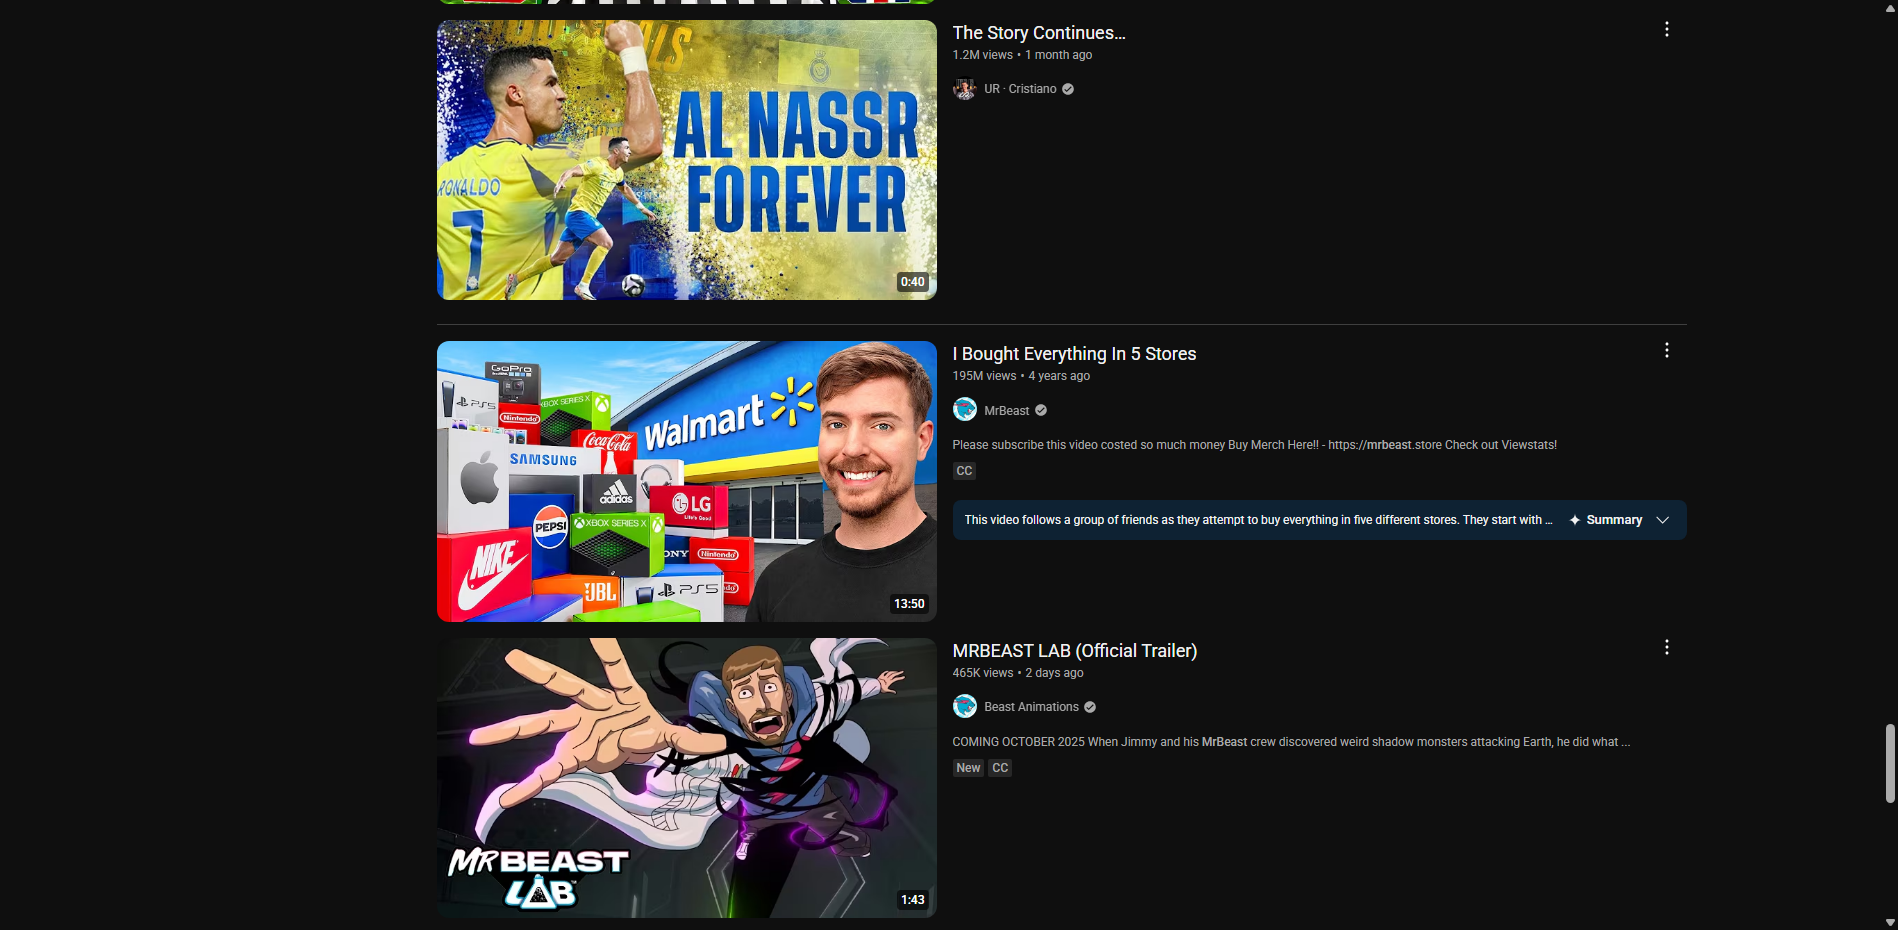 The Story Continues...
1.2M views • 1 month ago
UR · Cristiano
AL NASSR
FOREVER
RONALDO
7
0:40
I Bought Everything In 5 Stores
195M views • 4 years ago
MrBeast
Please subscribe this video costed so much money Buy Merch Here!! - https://mrbeast.store Check out Viewstats!
CC
This video follows a group of friends as they attempt to buy everything in five different stores. They start with ...
Summary
GoPro
PS5
Nintendo
XBOX SERIES X
Coca-Cola
Walmart
SAMSUNG
adidas
LG
Life's Good
PEPSI
XBOX SERIES X
SONY
Nintendo
NIKE
JBL
PS5
13:50
MRBEAST LAB (Official Trailer)
465K views • 2 days ago
Beast Animations
COMING OCTOBER 2025 When Jimmy and his MrBeast crew discovered weird shadow monsters attacking Earth, he did what ...
New
CC
MRBEAST
LAB
1:43